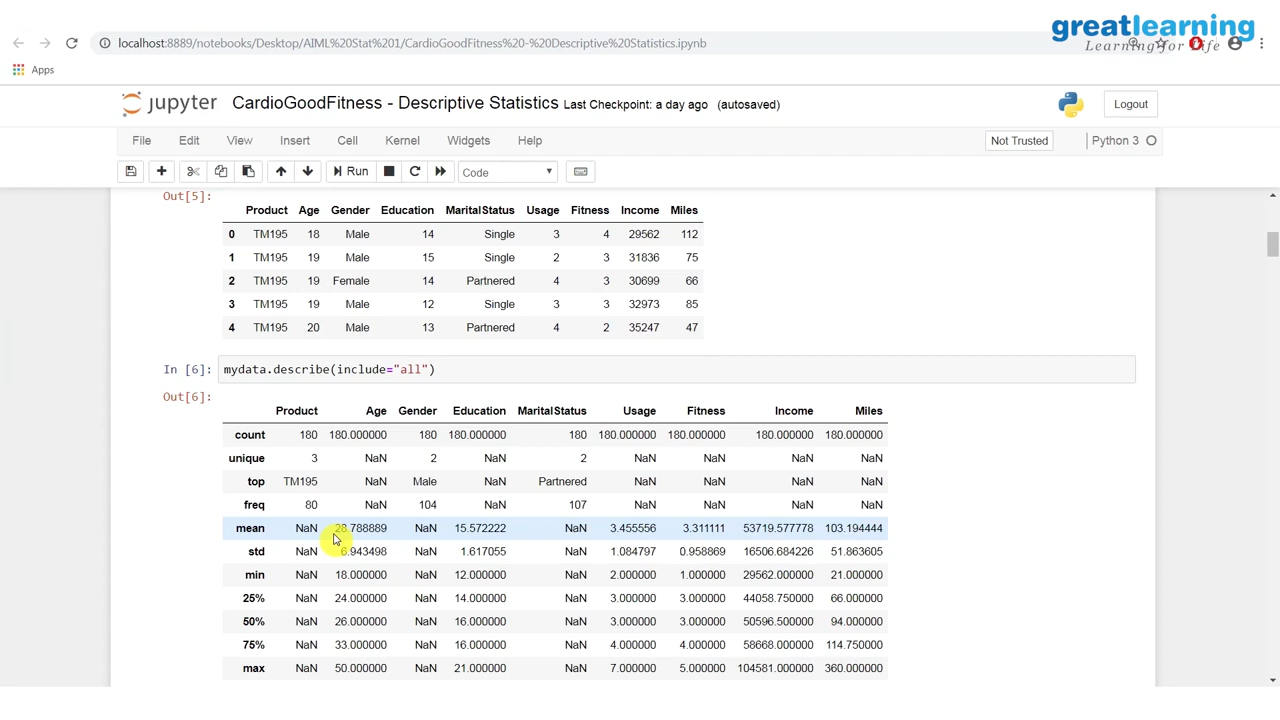 greatlearning
Learning for Life
localhost:8889/notebooks/Desktop/AIML%20Stat%201/CardioGoodFitness%20-%20Descriptive%20Statistics.ipynb
Apps
jupyter CardioGoodFitness - Descriptive Statistics Last Checkpoint: a day ago (autosaved) Logout
File Edit View Insert Cell Kernel Widgets Help Not Trusted Python 3
Run Code
Out[5]:
Product Age Gender Education MaritalStatus Usage Fitness Income Miles
0 TM195 18 Male 14 Single 3 4 29562 112
1 TM195 19 Male 15 Single 2 3 31836 75
2 TM195 19 Female 14 Partnered 4 3 30699 66
3 TM195 19 Male 12 Single 3 3 32973 85
4 TM195 20 Male 13 Partnered 4 2 35247 47
In [6]: mydata.describe(include="all")
Out[6]:
Product Age Gender Education MaritalStatus Usage Fitness Income Miles
count 180 180.000000 180 180.000000 180 180.000000 180.000000 180.000000 180.000000
unique 3 NaN 2 NaN 2 NaN NaN NaN NaN
top TM195 NaN Male NaN Partnered NaN NaN NaN NaN
freq 80 NaN 104 NaN 107 NaN NaN NaN NaN
mean NaN 28.788889 NaN 15.572222 NaN 3.455556 3.311111 53719.577778 103.194444
std NaN 6.943498 NaN 1.617055 NaN 1.084797 0.958869 16506.684226 51.863605
min NaN 18.000000 NaN 12.000000 NaN 2.000000 1.000000 29562.000000 21.000000
25% NaN 24.000000 NaN 14.000000 NaN 3.000000 3.000000 44058.750000 66.000000
50% NaN 26.000000 NaN 16.000000 NaN 3.000000 3.000000 50596.500000 94.000000
75% NaN 33.000000 NaN 16.000000 NaN 4.000000 4.000000 58668.000000 114.750000
max NaN 50.000000 NaN 21.000000 NaN 7.000000 5.000000 104581.000000 360.000000